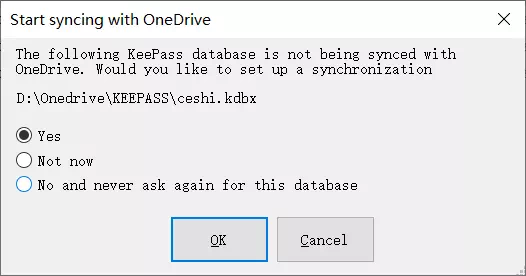 Start syncing with OneDrive
The following KeePass database is not being synced with
OneDrive. Would you like to set up a synchronization
D:\Onedrive\KEEPASS\ceshi.kdbx
Yes
Not now
No and never ask again for this database
OK
Cancel